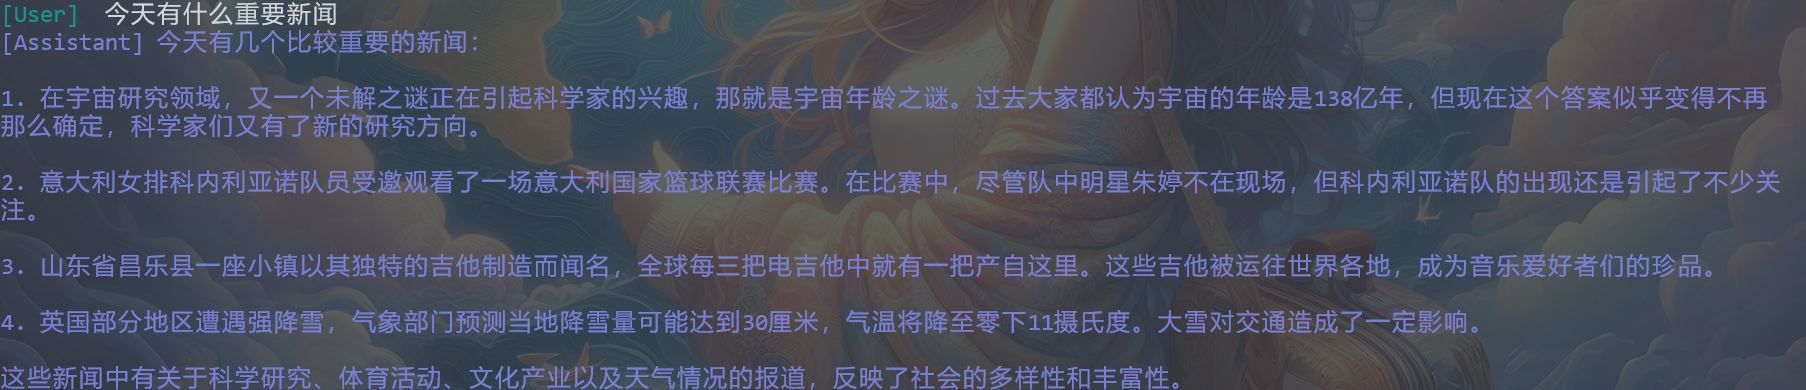 [User] 今天有什么重要新闻
[Assistant] 今天有几个比较重要的新闻：
1. 在宇宙研究领域，又一个未解之谜正在引起科学家的兴趣，那就是宇宙年龄之谜。过去大家都认为宇宙的年龄是138亿年，但现在这个答案似乎变得不再
那么确定，科学家们又有了新的研究方向。
2. 意大利女排科内利亚诺队员受邀观看了一场意大利国家篮球联赛比赛。在比赛中，尽管队中明星朱婷不在现场，但科内利亚诺队的出现还是引起了不少关
注。
3. 山东省昌乐县一座小镇以其独特的吉他制造而闻名，全球每三把电吉他中就有一把产自这里。这些吉他被运往世界各地，成为音乐爱好者们的珍品。
4. 英国部分地区遭遇强降雪，气象部门预测当地降雪量可能达到30厘米，气温将降至零下11摄氏度。大雪对交通造成了一定影响。
这些新闻中有关于科学研究、体育活动、文化产业以及天气情况的报道，反映了社会的多样性和丰富性。